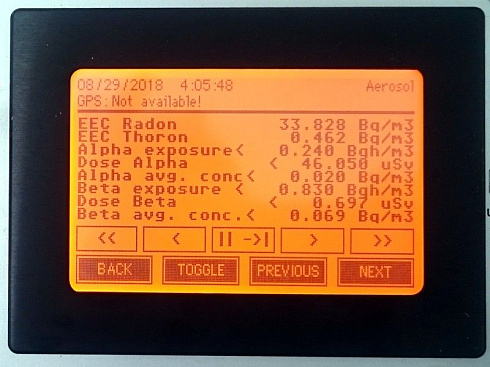 08/29/2018 4:05:48 Aerosol
GPS: Not available!
EEC Radon 33.828 Bq/m3
EEC Thoron 0.462 Bq/m3
Alpha exposure< 0.240 Bqh/m3
Dose Alpha < 46.050 uSv
Alpha avg. conc< 0.020 Bq/m3
Beta exposure < 0.830 Bqh/m3
Dose Beta < 0.697 uSv
Beta avg. conc.< 0.069 Bq/m3
<< < || ->| > >>
BACK TOGGLE PREVIOUS NEXT